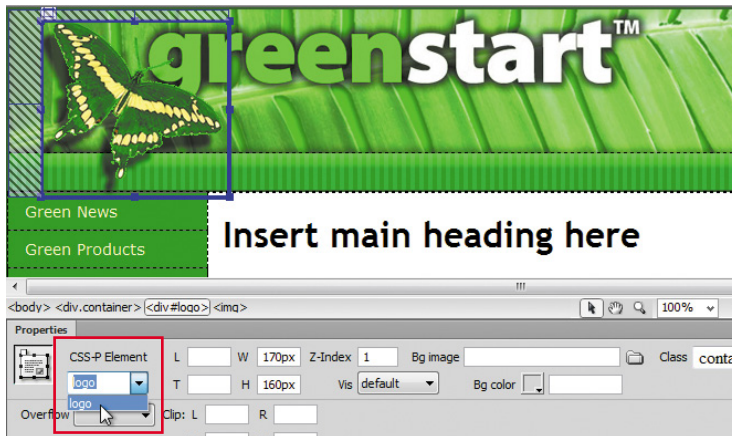 greenstart™
Green News
Green Products
Insert main heading here
<body> <div.container> <div#logo> <img> 100%
Properties
CSS-P Element L W 170px Z-Index 1 Bg image Class conta
logo T H 160px Vis default Bg color
logo
Overflow Clip: L R